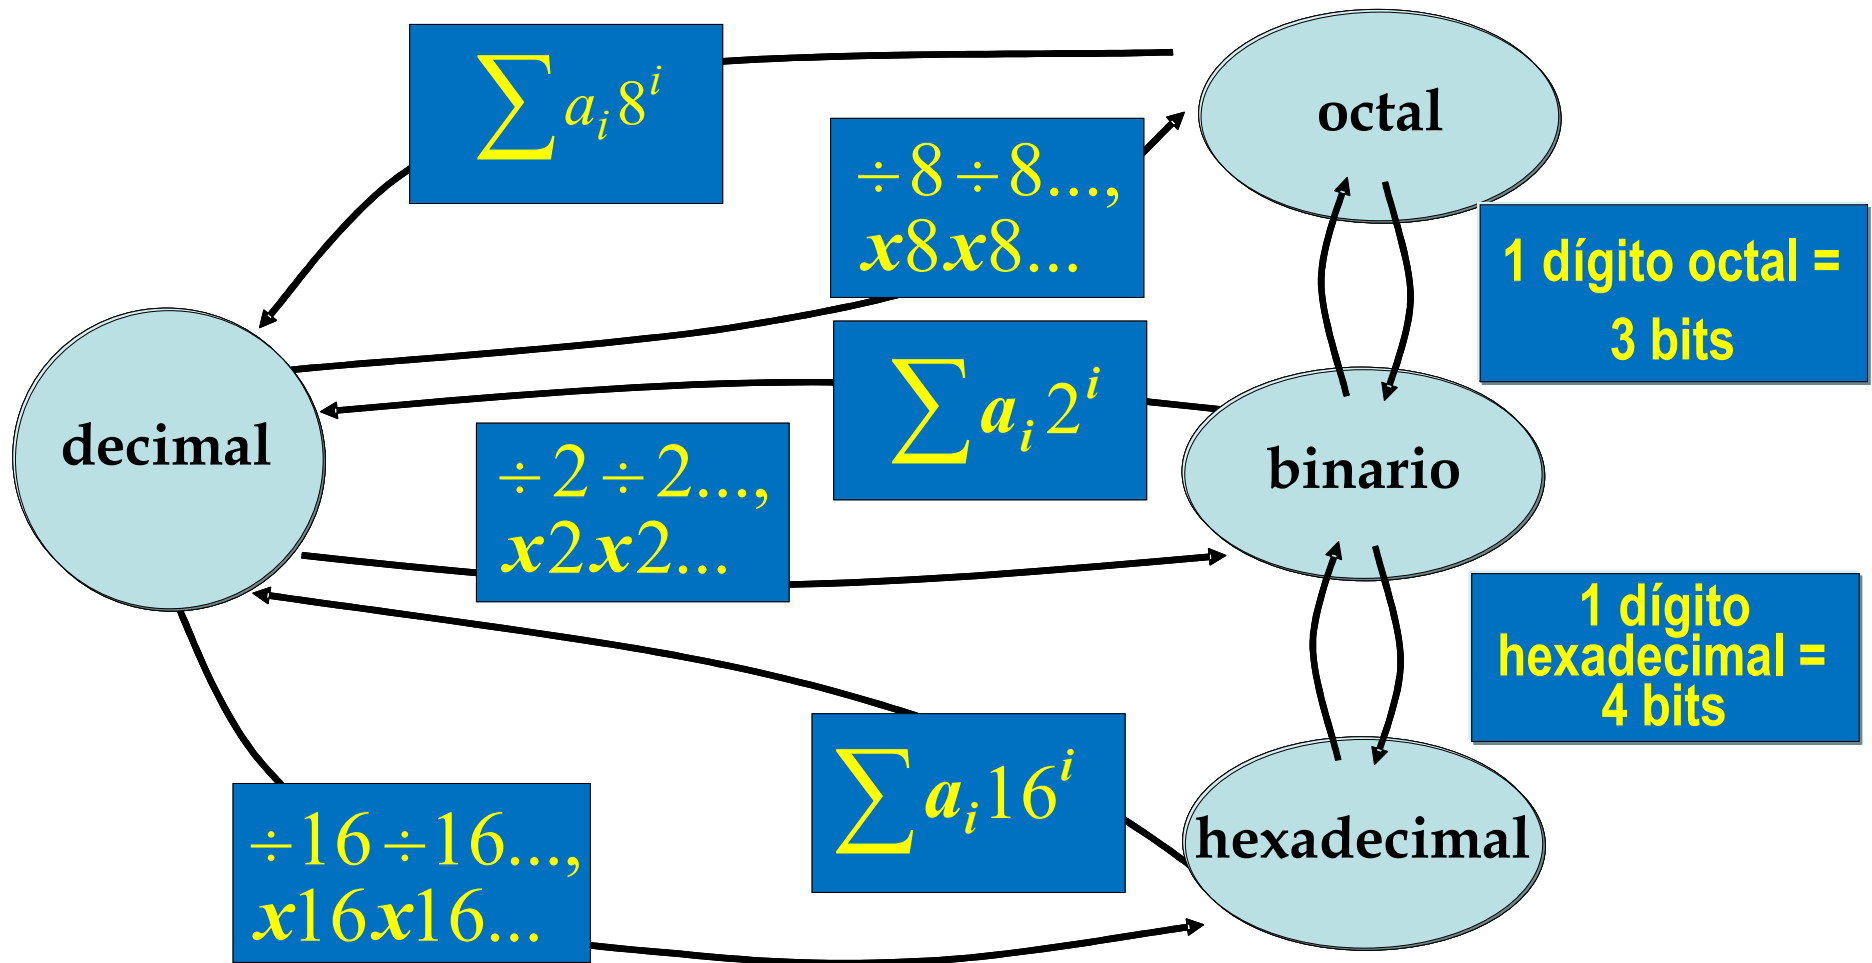 ∑ aᵢ8ⁱ
octal
÷8÷8...,
x8x8...
1 dígito octal =
3 bits
∑ aᵢ2ⁱ
decimal
÷2÷2...,
x2x2...
binario
1 dígito
hexadecimal =
4 bits
∑ aᵢ16ⁱ
÷16÷16...,
x16x16...
hexadecimal